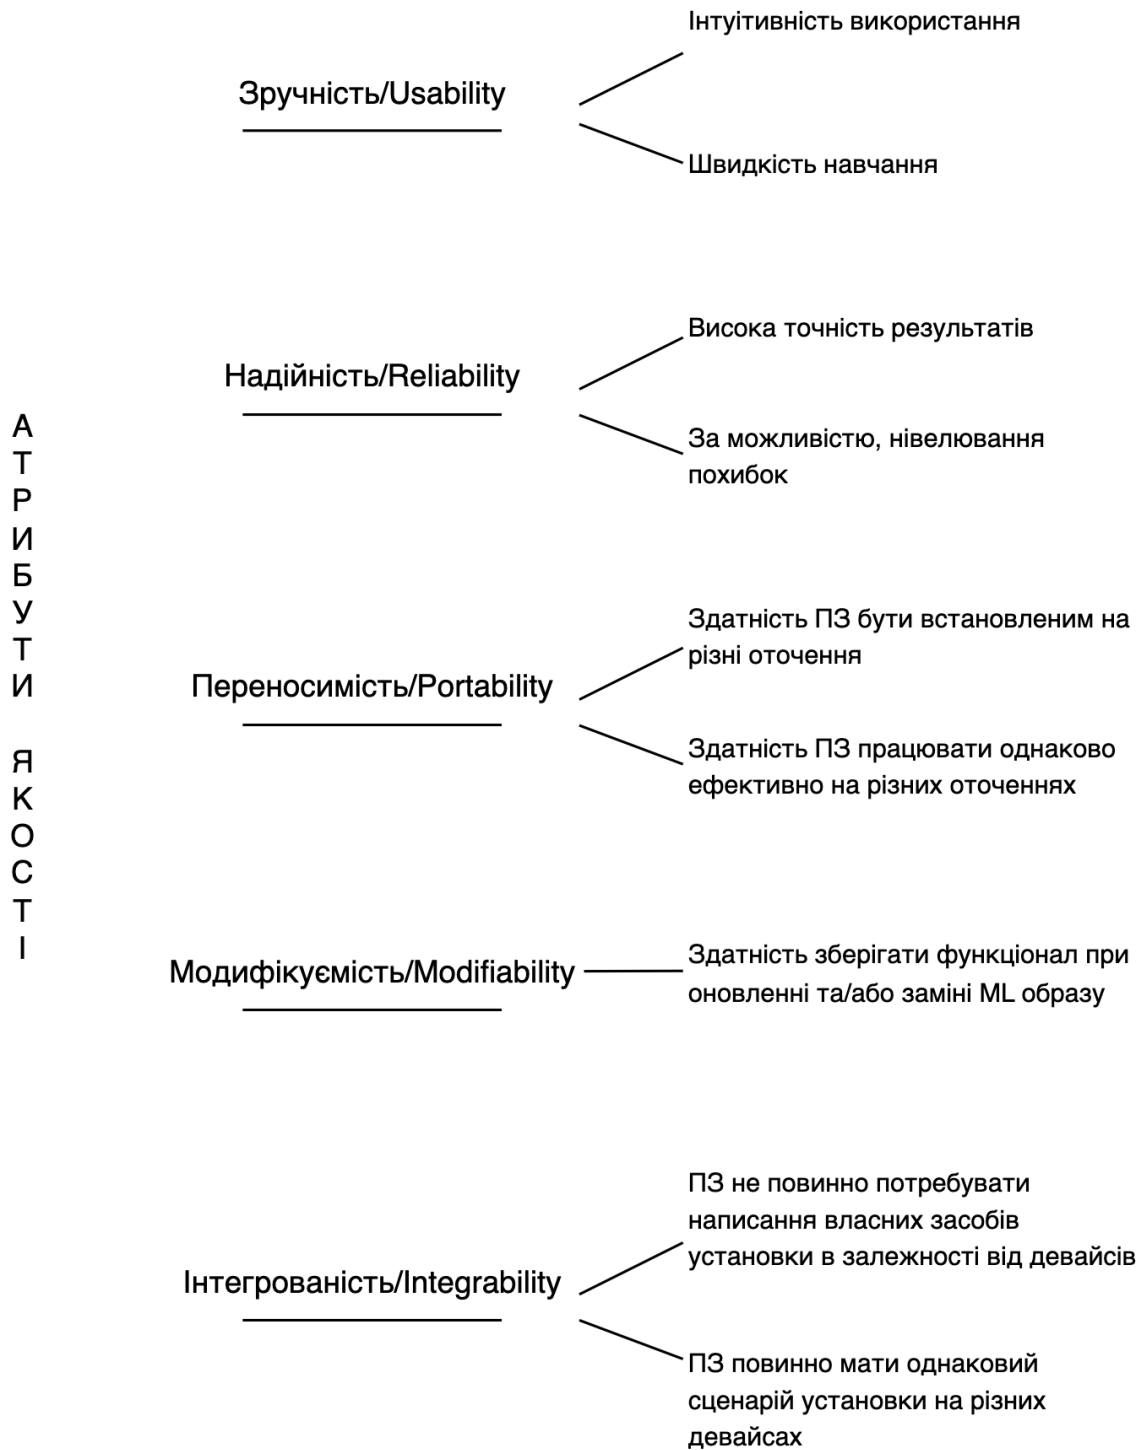 АТРИБУТИ ЯКОСТІ
Зручність/Usability
Інтуітивність використання
Швидкість навчання
Надійність/Reliability
Висока точність результатів
За можливістю, нівелювання
похибок
Переносимість/Portability
Здатність ПЗ бути встановленим на
різні оточення
Здатність ПЗ працювати однаково
ефективно на різних оточеннях
Модифікуємість/Modifiability
Здатність зберігати функціонал при
оновленні та/або заміні ML образу
Інтегрованість/Integrability
ПЗ не повинно потребувати
написання власних засобів
установки в залежності від девайсів
ПЗ повинно мати однаковий
сценарій установки на різних
девайсах